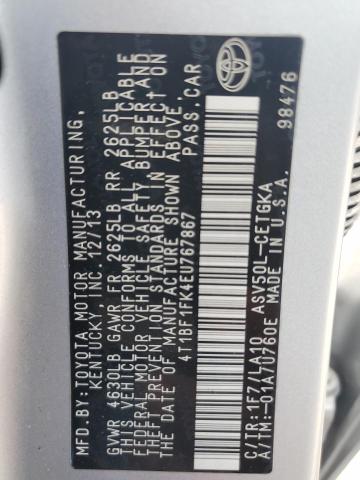 MFD.BY:TOYOTA MOTOR MANUFACTURING,
KENTUCKY, INC. 12/13
GVWR 4630LB GAWR FR 2625LB RR 2625LB
THIS VEHICLE CONFORMS TO ALL APPLICABLE
FEDERAL MOTOR VEHICLE SAFETY, BUMPER, AND
THEFT PREVENTION STANDARDS IN EFFECT ON
THE DATE OF MANUFACTURE SHOWN ABOVE.
4T1BF1FK4EU767867 PASS.CAR
C/TR:1F7/LA10 ASV50L-CETGKA
A/TM:-01A/U760E MADE IN U.S.A.
98476